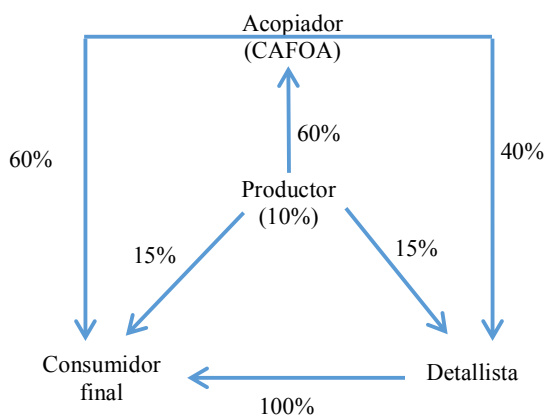 Acopiador
(CAFOA)
60%
60%
40%
Productor
(10%)
15%
15%
Consumidor
final
Detallista
100%